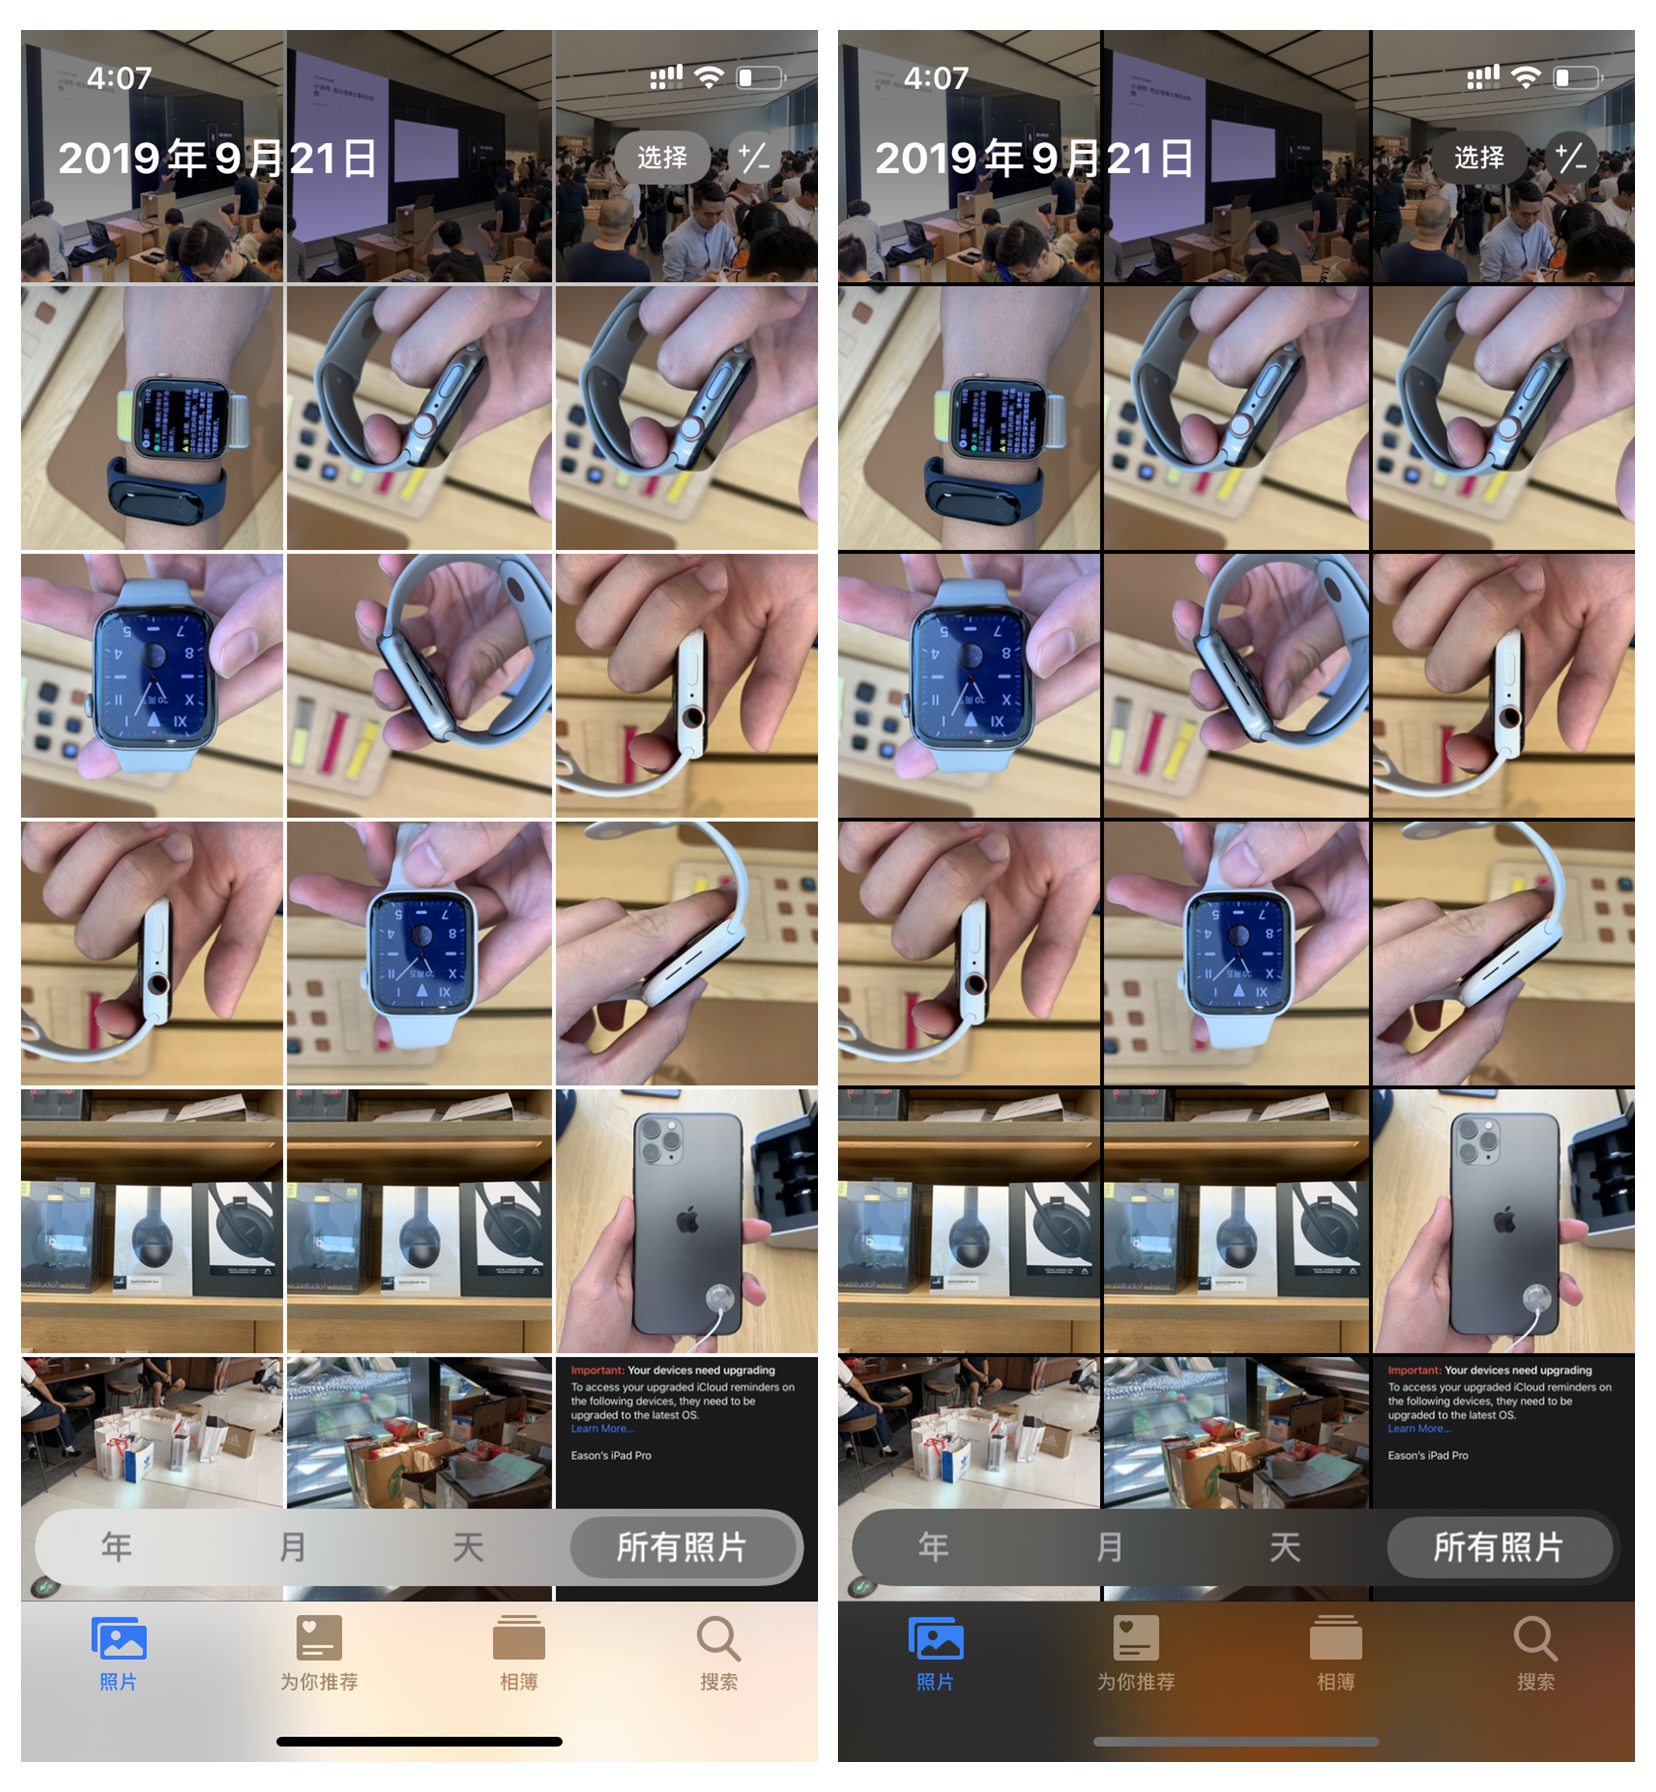 4:07
2019年9月21日
选择
+/-
Important: Your devices need upgrading
To access your upgraded iCloud reminders on
the following devices, they need to be
upgraded to the latest OS.
Learn More...
Eason's iPad Pro
年 月 天 所有照片
照片 为你推荐 相簿 搜索
4:07
2019年9月21日
选择
+/-
Important: Your devices need upgrading
To access your upgraded iCloud reminders on
the following devices, they need to be
upgraded to the latest OS.
Learn More...
Eason's iPad Pro
年 月 天 所有照片
照片 为你推荐 相簿 搜索